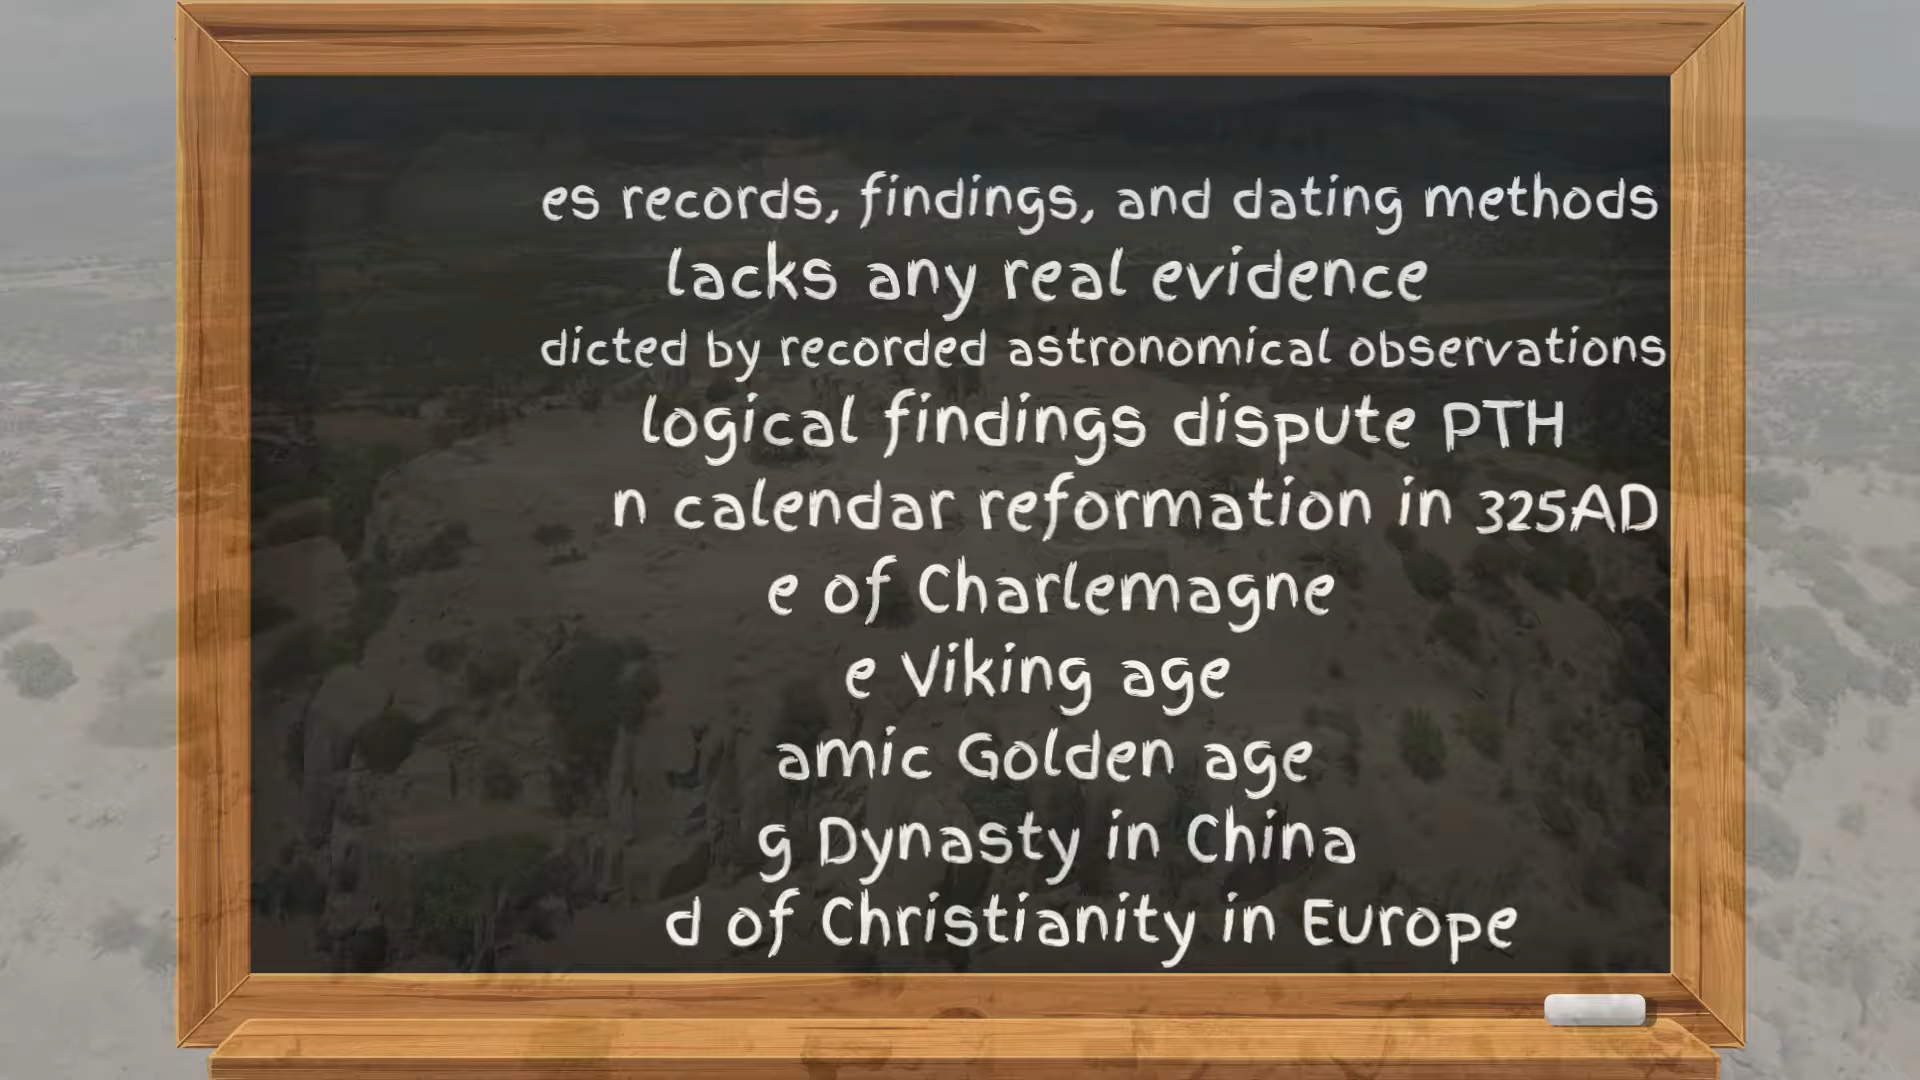 es records, findings, and dating methods
lacks any real evidence
dicted by recorded astronomical observations
logical findings dispute PTH
n calendar reformation in 325AD
e of Charlemagne
e Viking age
amic Golden age
g Dynasty in China
d of Christianity in Europe